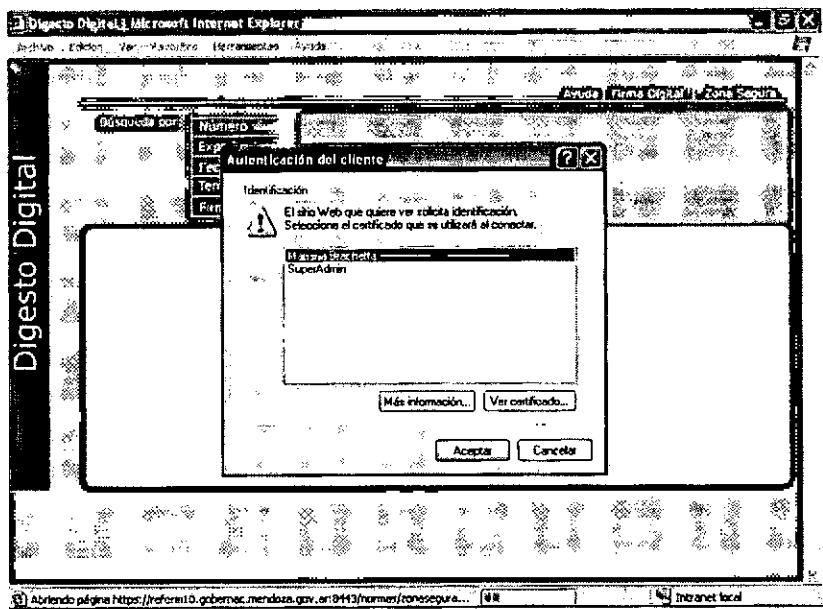 Digesto Digital | Microsoft Internet Explorer
Archivo Edición Ver Favoritos Herramientas Ayuda
Ayuda Firma Digital Zona Segura
Búsqueda por:
Número
Digesto Digital
Autenticación del cliente
Identificación
El sitio Web que quiere ver solicita identificación.
Seleccione el certificado que se utilizará al conectar.
Mariana Brachetta
SuperAdmin
Más información... Ver certificado...
Aceptar Cancelar
Abriendo página https://reform10.gobernac.mendoza.gov.ar:8443/normas/zonasegura...
Intranet local